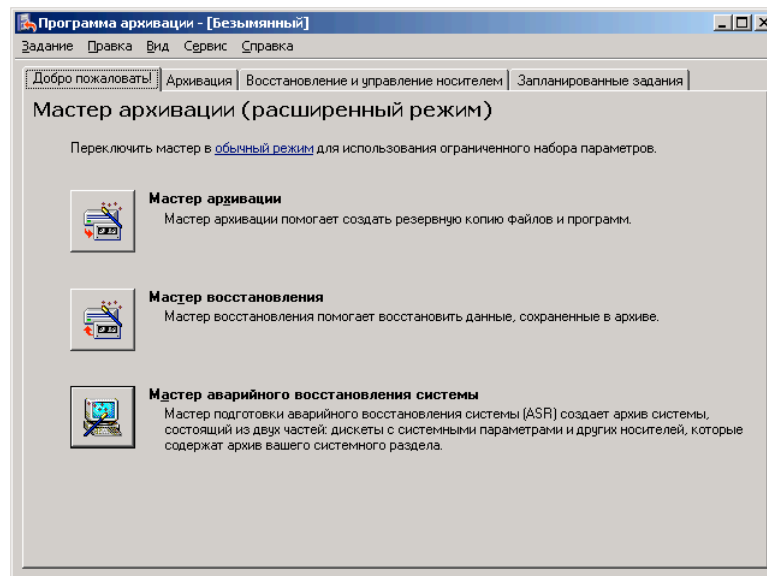 Программа архивации - [Безымянный]
Задание Правка Вид Сервис Справка
Добро пожаловать! Архивация Восстановление и управление носителем Запланированные задания
Мастер архивации (расширенный режим)
Переключить мастер в обычный режим для использования ограниченного набора параметров.
Мастер архивации
Мастер архивации помогает создать резервную копию файлов и программ.
Мастер восстановления
Мастер восстановления помогает восстановить данные, сохраненные в архиве.
Мастер аварийного восстановления системы
Мастер подготовки аварийного восстановления системы (ASR) создает архив системы,
состоящий из двух частей: дискеты с системными параметрами и других носителей, которые
содержат архив вашего системного раздела.